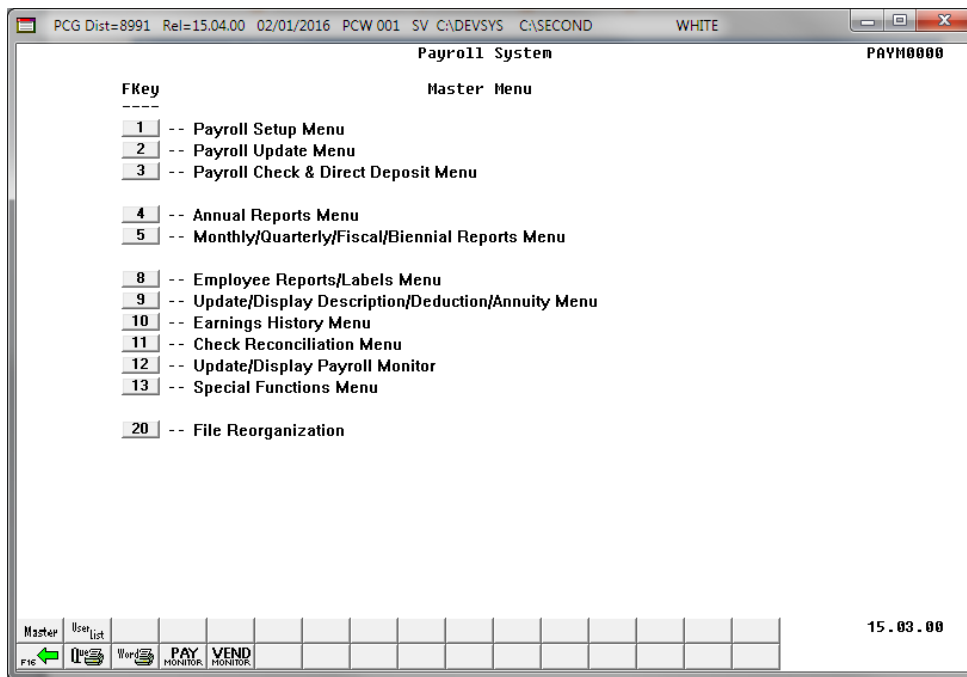 PCG Dist=8991 Rel=15.04.00 02/01/2016 PCW 001 SV C:\DEVSYS C:\SECOND WHITE
Payroll System PAYM0000
FKey Master Menu
----
1 -- Payroll Setup Menu
2 -- Payroll Update Menu
3 -- Payroll Check & Direct Deposit Menu
4 -- Annual Reports Menu
5 -- Monthly/Quarterly/Fiscal/Biennial Reports Menu
8 -- Employee Reports/Labels Menu
9 -- Update/Display Description/Deduction/Annuity Menu
10 -- Earnings History Menu
11 -- Check Reconciliation Menu
12 -- Update/Display Payroll Monitor
13 -- Special Functions Menu
20 -- File Reorganization
Master User List 15.03.00
F16 Que Word PAY MONITOR VEND MONITOR